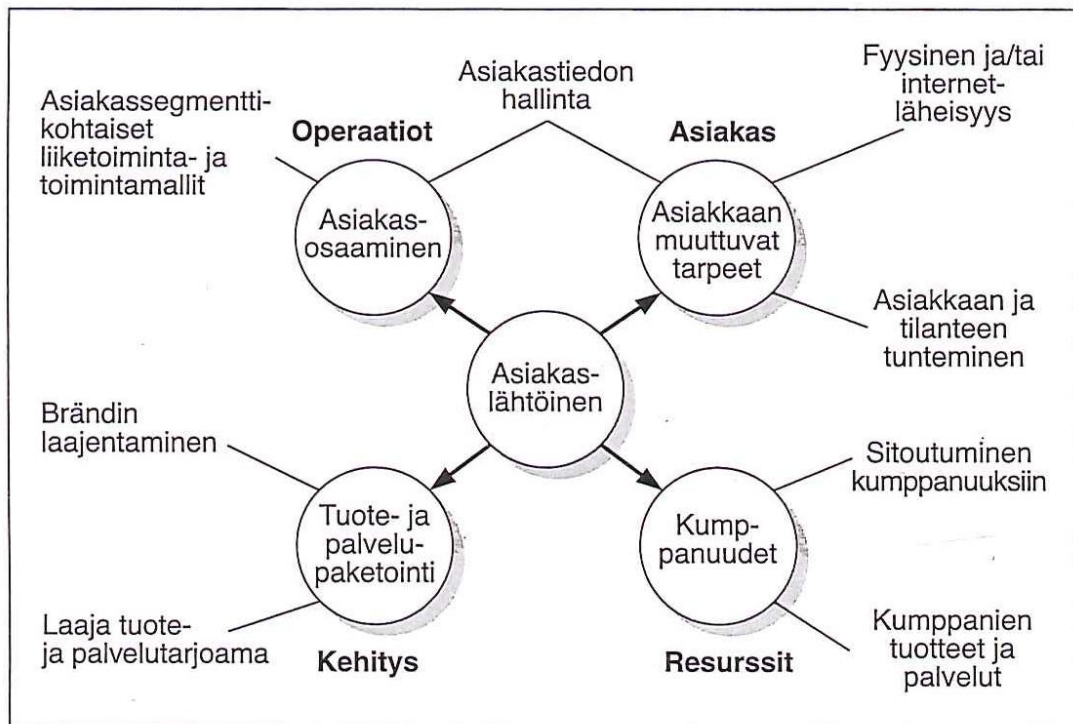 Asiakassegmentti-
kohtaiset
liiketoiminta- ja
toimintamallit
Operaatiot
Asiakas-
osaaminen
Asiakastiedon
hallinta
Asiakas
Asiakkaan
muuttuvat
tarpeet
Fyysinen ja/tai
internet-
läheisyys
Asiakkaan ja
tilanteen
tunteminen
Asiakas-
lähtöinen
Brändin
laajentaminen
Tuote- ja
palvelu-
paketointi
Laaja tuote-
ja palvelutarjoama
Kehitys
Kump-
panuudet
Resurssit
Sitoutuminen
kumppanuuksiin
Kumppanien
tuotteet ja
palvelut